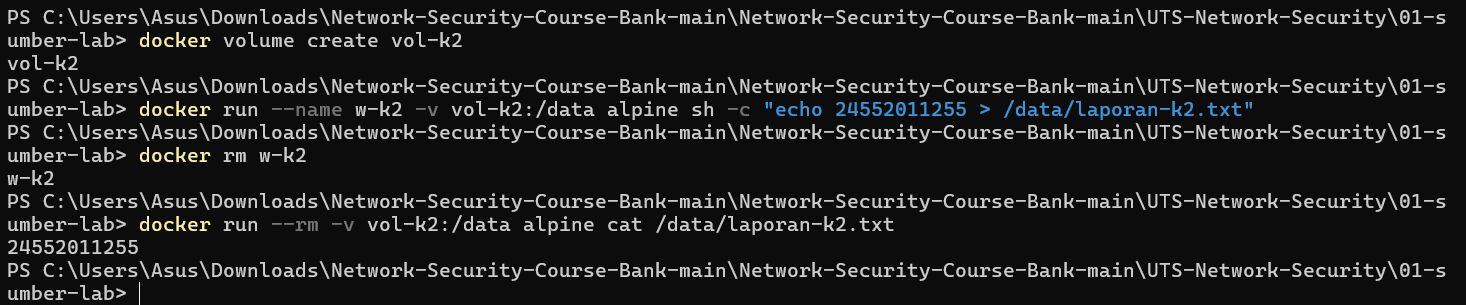 PS C:\Users\Asus\Downloads\Network-Security-Course-Bank-main\Network-Security-Course-Bank-main\UTS-Network-Security\01-s
umber-lab> docker volume create vol-k2
vol-k2
PS C:\Users\Asus\Downloads\Network-Security-Course-Bank-main\Network-Security-Course-Bank-main\UTS-Network-Security\01-s
umber-lab> docker run --name w-k2 -v vol-k2:/data alpine sh -c "echo 24552011255 > /data/laporan-k2.txt"
PS C:\Users\Asus\Downloads\Network-Security-Course-Bank-main\Network-Security-Course-Bank-main\UTS-Network-Security\01-s
umber-lab> docker rm w-k2
w-k2
PS C:\Users\Asus\Downloads\Network-Security-Course-Bank-main\Network-Security-Course-Bank-main\UTS-Network-Security\01-s
umber-lab> docker run --rm -v vol-k2:/data alpine cat /data/laporan-k2.txt
24552011255
PS C:\Users\Asus\Downloads\Network-Security-Course-Bank-main\Network-Security-Course-Bank-main\UTS-Network-Security\01-s
umber-lab>